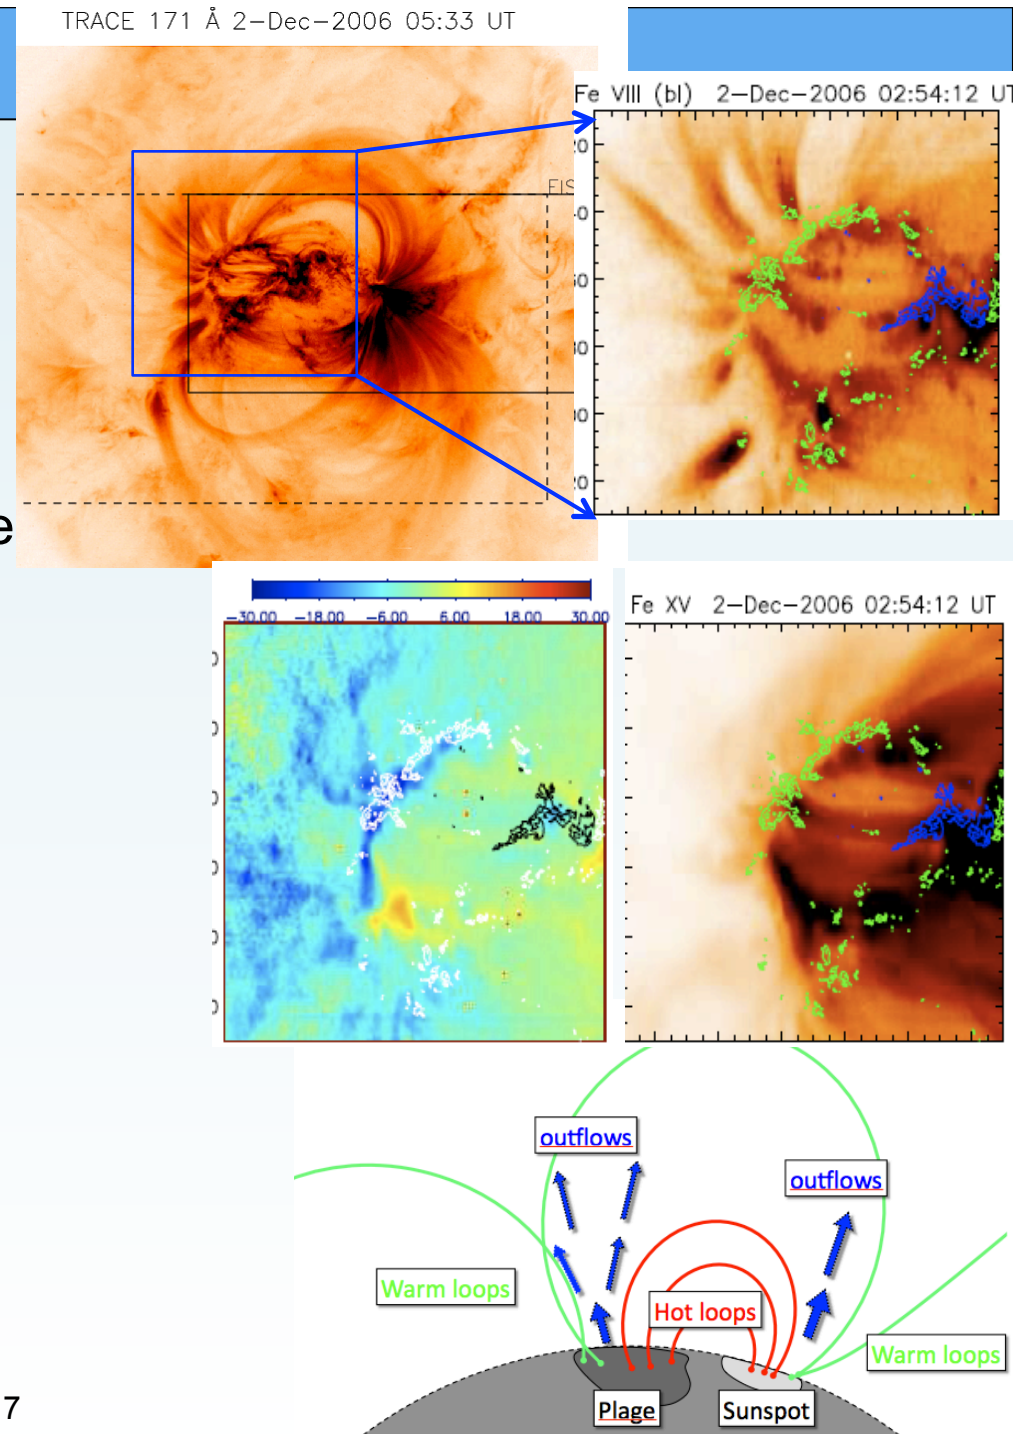 TRACE 171 Å 2-Dec-2006 05:33 UT
Fe VIII (bl) 2-Dec-2006 02:54:12 UT
EIS
e
-30.00 -18.00 -6.00 6.00 18.00 30.00
Fe XV 2-Dec-2006 02:54:12 UT
outflows
outflows
Warm loops
Hot loops
Warm loops
Plage
Sunspot
7